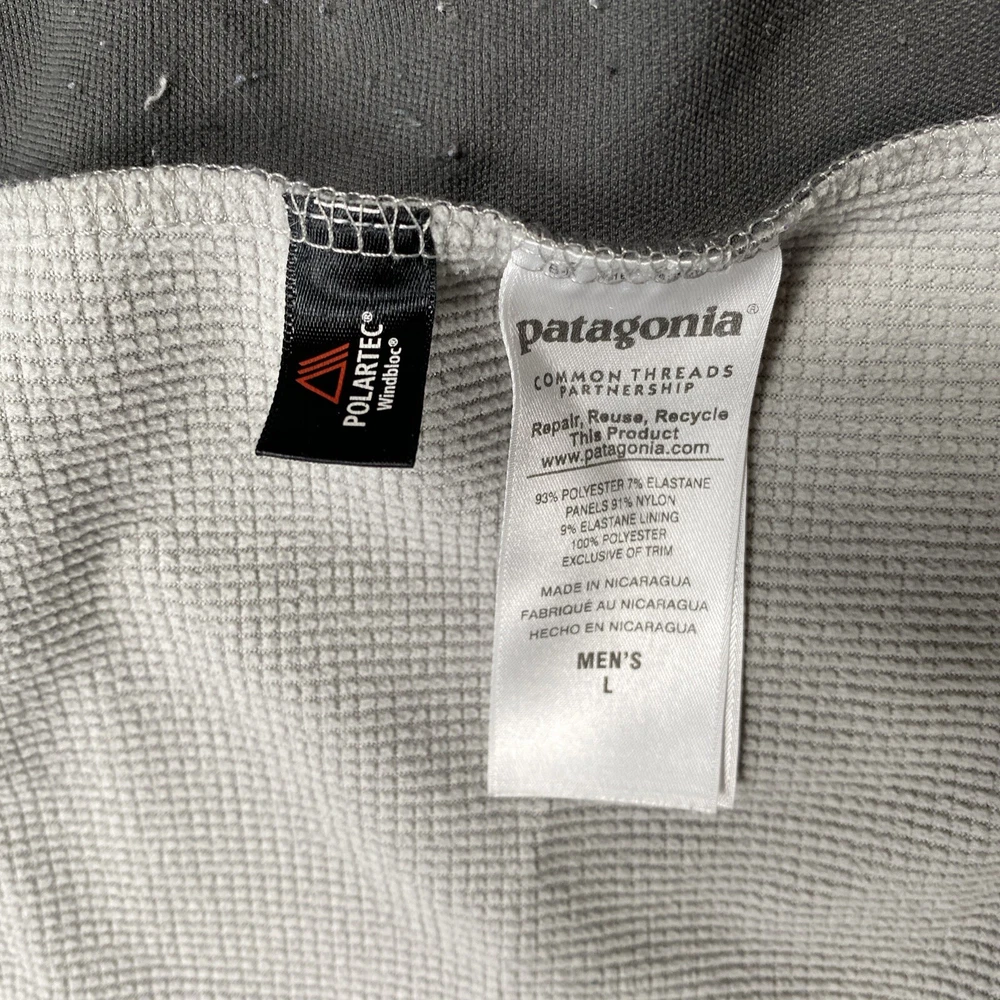 POLARTEC®
Windbloc®
patagonia®
COMMON THREADS
PARTNERSHIP
Repair, Reuse, Recycle
This Product
www.patagonia.com
93% POLYESTER 7% ELASTANE
PANELS 91% NYLON
9% ELASTANE LINING
100% POLYESTER
EXCLUSIVE OF TRIM
MADE IN NICARAGUA
FABRIQUÉ AU NICARAGUA
HECHO EN NICARAGUA
MEN'S
L